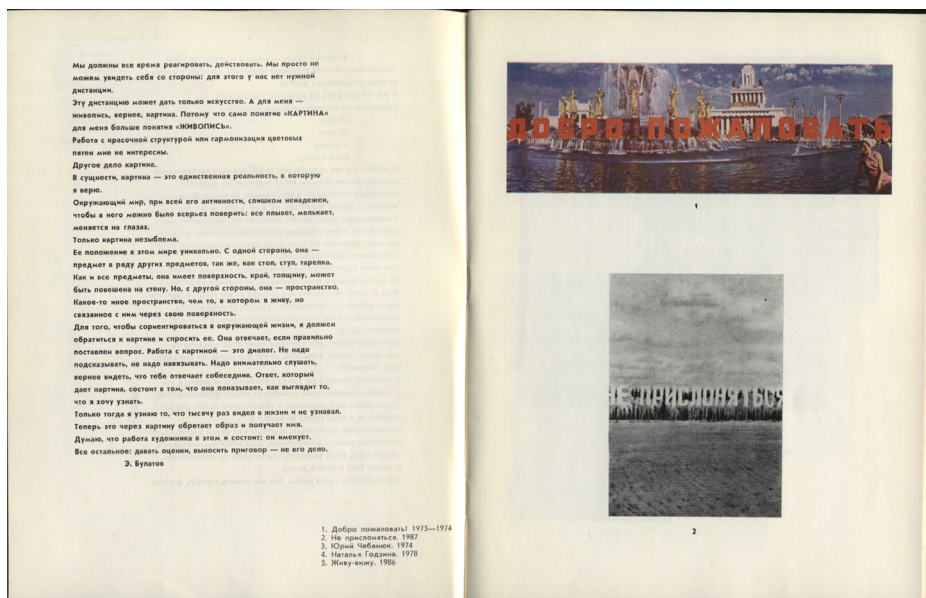 Мы должны все время реагировать, действовать. Мы просто не
можем увидеть себя со стороны: для этого у нас нет нужной
дистанции.
Эту дистанцию может дать только искусство. А для меня —
живопись, вернее, картина. Потому что само понятие «КАРТИНА»
для меня больше понятия «ЖИВОПИСЬ».
Работа с красочной структурой или гармонизация цветовых
пятен мне не интересны.
Другое дело картина.
В сущности, картина — это единственная реальность, в которую
я верю.
Окружающий мир, при всей его активности, слишком ненадежен,
чтобы в него можно было всерьез поверить: все плывет, мелькает,
меняется на глазах.
Только картина незыблема.
Ее положение в этом мире уникально. С одной стороны, она —
предмет в ряду других предметов, так же, как стол, стул, тарелка.
Как и все предметы, она имеет поверхность, край, толщину, может
быть повешена на стену. Но, с другой стороны, она — пространство.
Какое-то иное пространство, чем то, в котором я живу, но
связанное с ним через свою поверхность.
Для того, чтобы сориентироваться в окружающей жизни, я должен
обратиться к картине и спросить ее. Она отвечает, если правильно
поставлен вопрос. Работа с картиной — это диалог. Не надо
подсказывать, не надо навязывать. Надо внимательно слушать,
вернее видеть, что тебе отвечает собеседник. Ответ, который
дает картина, состоит в том, что она показывает, как выглядит то,
что я хочу узнать.
Только тогда я узнаю то, что тысячу раз видел в жизни и не узнавал.
Теперь это через картину обретает образ и получает имя.
Думаю, что работа художника в этом и состоит: он именует.
Все остальное: давать оценки, выносить приговор — не его дело.
Э. Булатов
1. Добро пожаловать! 1973—1974
2. Не прислоняться. 1987
3. Юрий Чебанюк. 1974
4. Наталья Годзина. 1978
5. Живу-вижу. 1986
ДОБРО ПОЖАЛОВАТЬ
1
НЕ ПРИСЛОНЯТЬСЯ
2